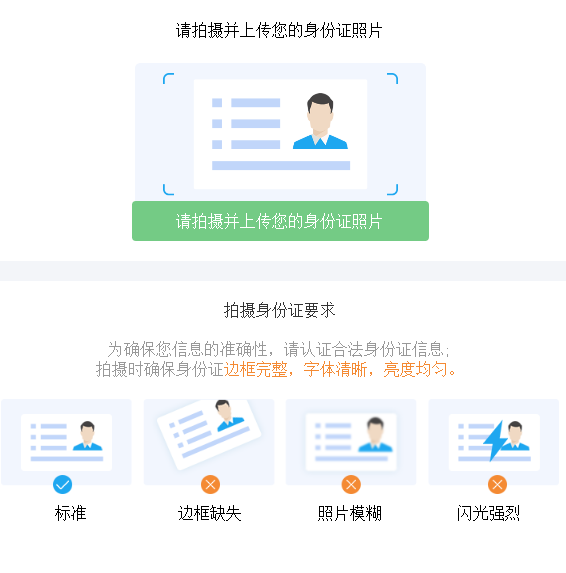 请拍摄并上传您的身份证照片
请拍摄并上传您的身份证照片
拍摄身份证要求
为确保您信息的准确性，请认证合法身份证信息;
拍摄时确保身份证边框完整，字体清晰，亮度均匀。
标准
边框缺失
照片模糊
闪光强烈